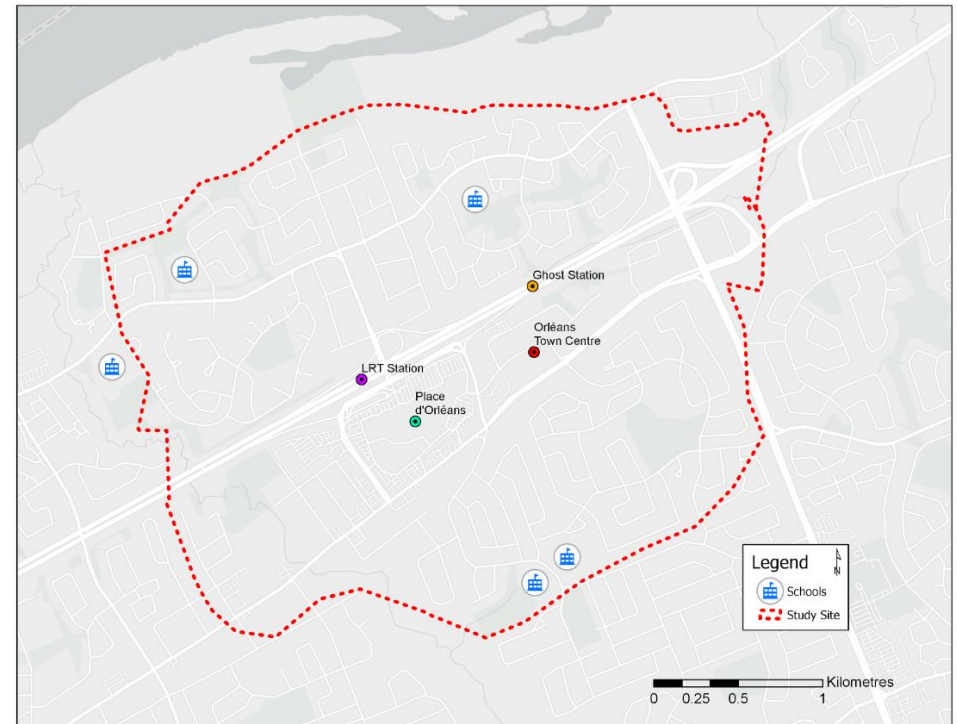 Ghost Station
Orléans
Town Centre
LRT Station
Place
d'Orléans
Legend
N
Schools
Study Site
Kilometres
0 0.25 0.5 1